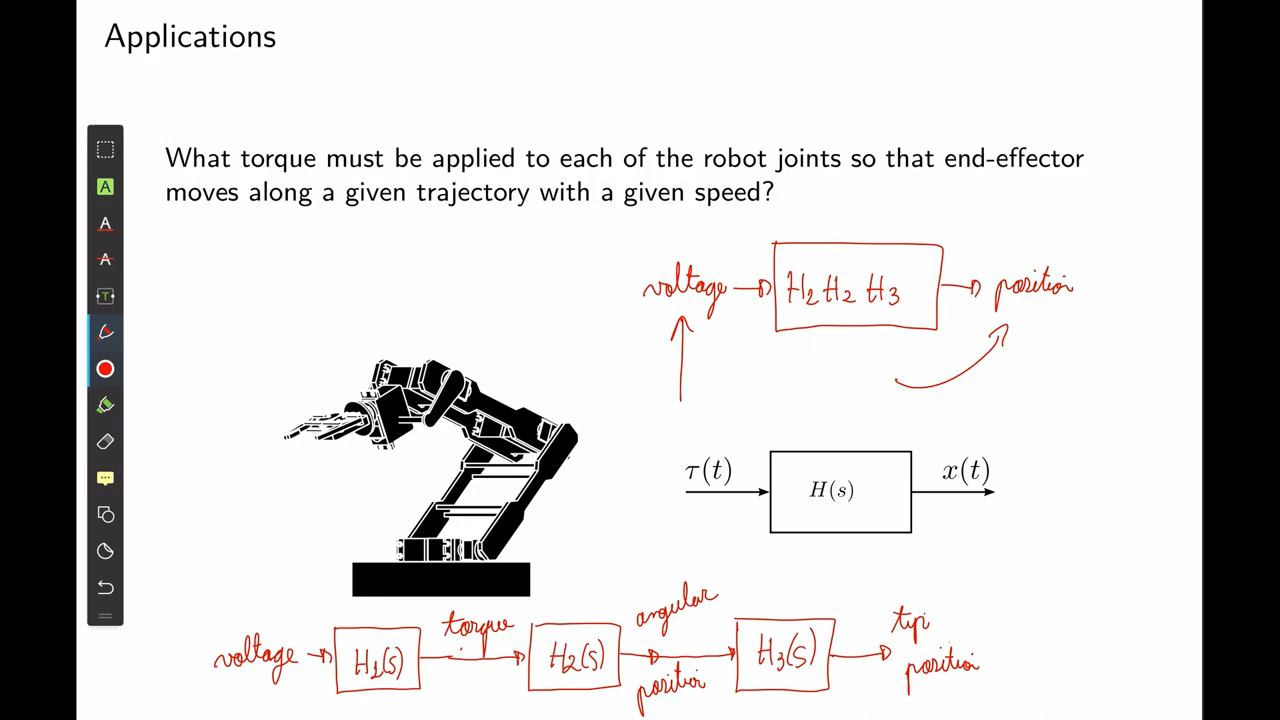 Applications
What torque must be applied to each of the robot joints so that end-effector
moves along a given trajectory with a given speed?
voltage H₂ H₂ H₃ position
τ(t) H(s) x(t)
voltage H₁(s) torque H₂(s) angular position H₃(s) tip position
A
A
A
T